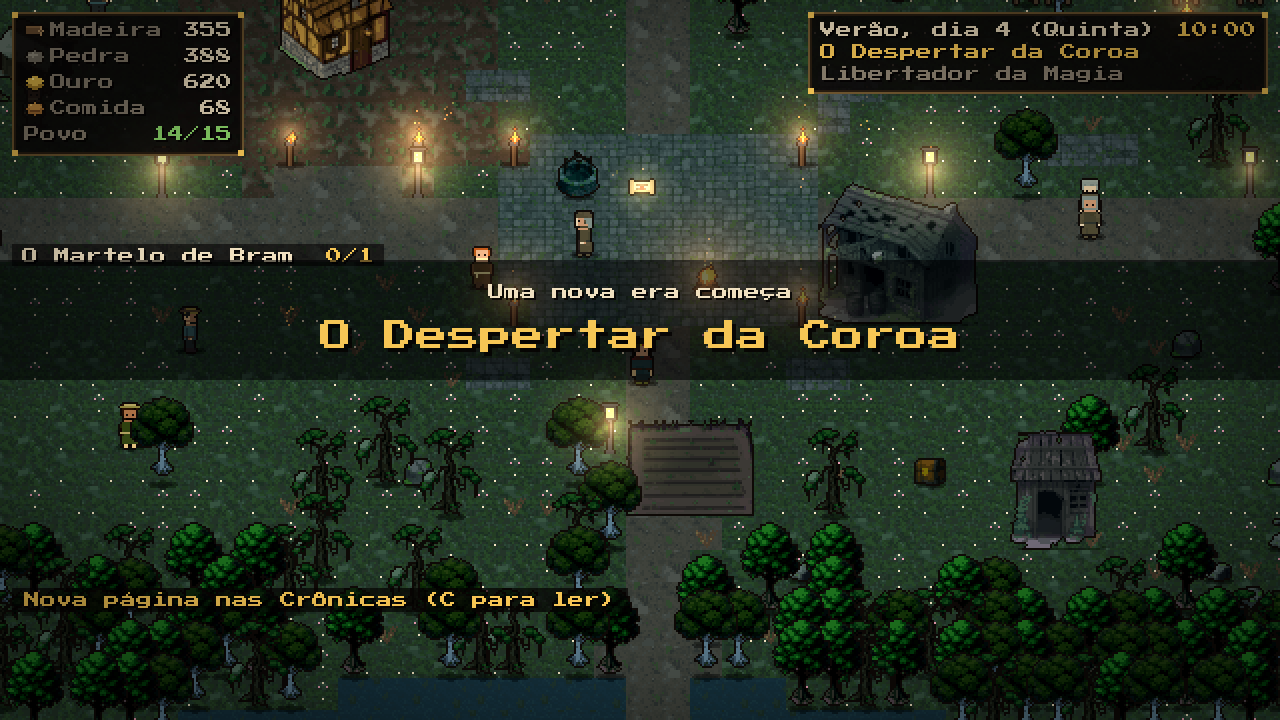 Madeira 355
Pedra 388
Ouro 620
Comida 68
Povo 14/15
Verão, dia 4 (Quinta) 10:00
O Despertar da Coroa
Libertador da Magia
O Martelo de Bram 0/1
Uma nova era começa
O Despertar da Coroa
Nova página nas Crônicas (C para ler)